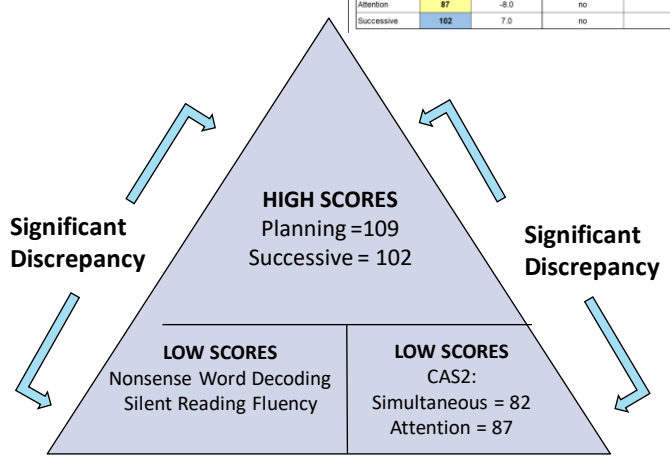 Attention 87 -8.0 no
Successive 102 7.0 no
HIGH SCORES
Planning =109
Successive = 102
Significant
Discrepancy
Significant
Discrepancy
LOW SCORES
Nonsense Word Decoding
Silent Reading Fluency
LOW SCORES
CAS2:
Simultaneous = 82
Attention = 87